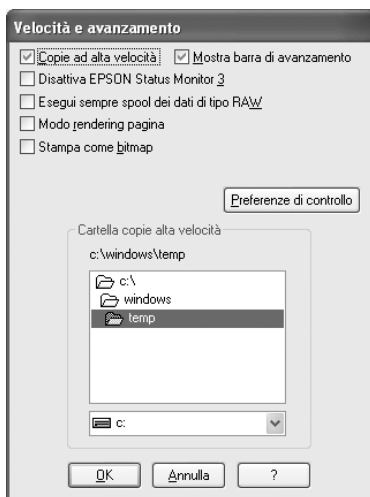 Velocità e avanzamento
Copie ad alta velocità Mostra barra di avanzamento
Disattiva EPSON Status Monitor 3
Esegui sempre spool dei dati di tipo RAW
Modo rendering pagina
Stampa come bitmap
Preferenze di controllo
Cartella copie alta velocità
c:\windows\temp
c:\
windows
temp
c:
OK Annulla ?